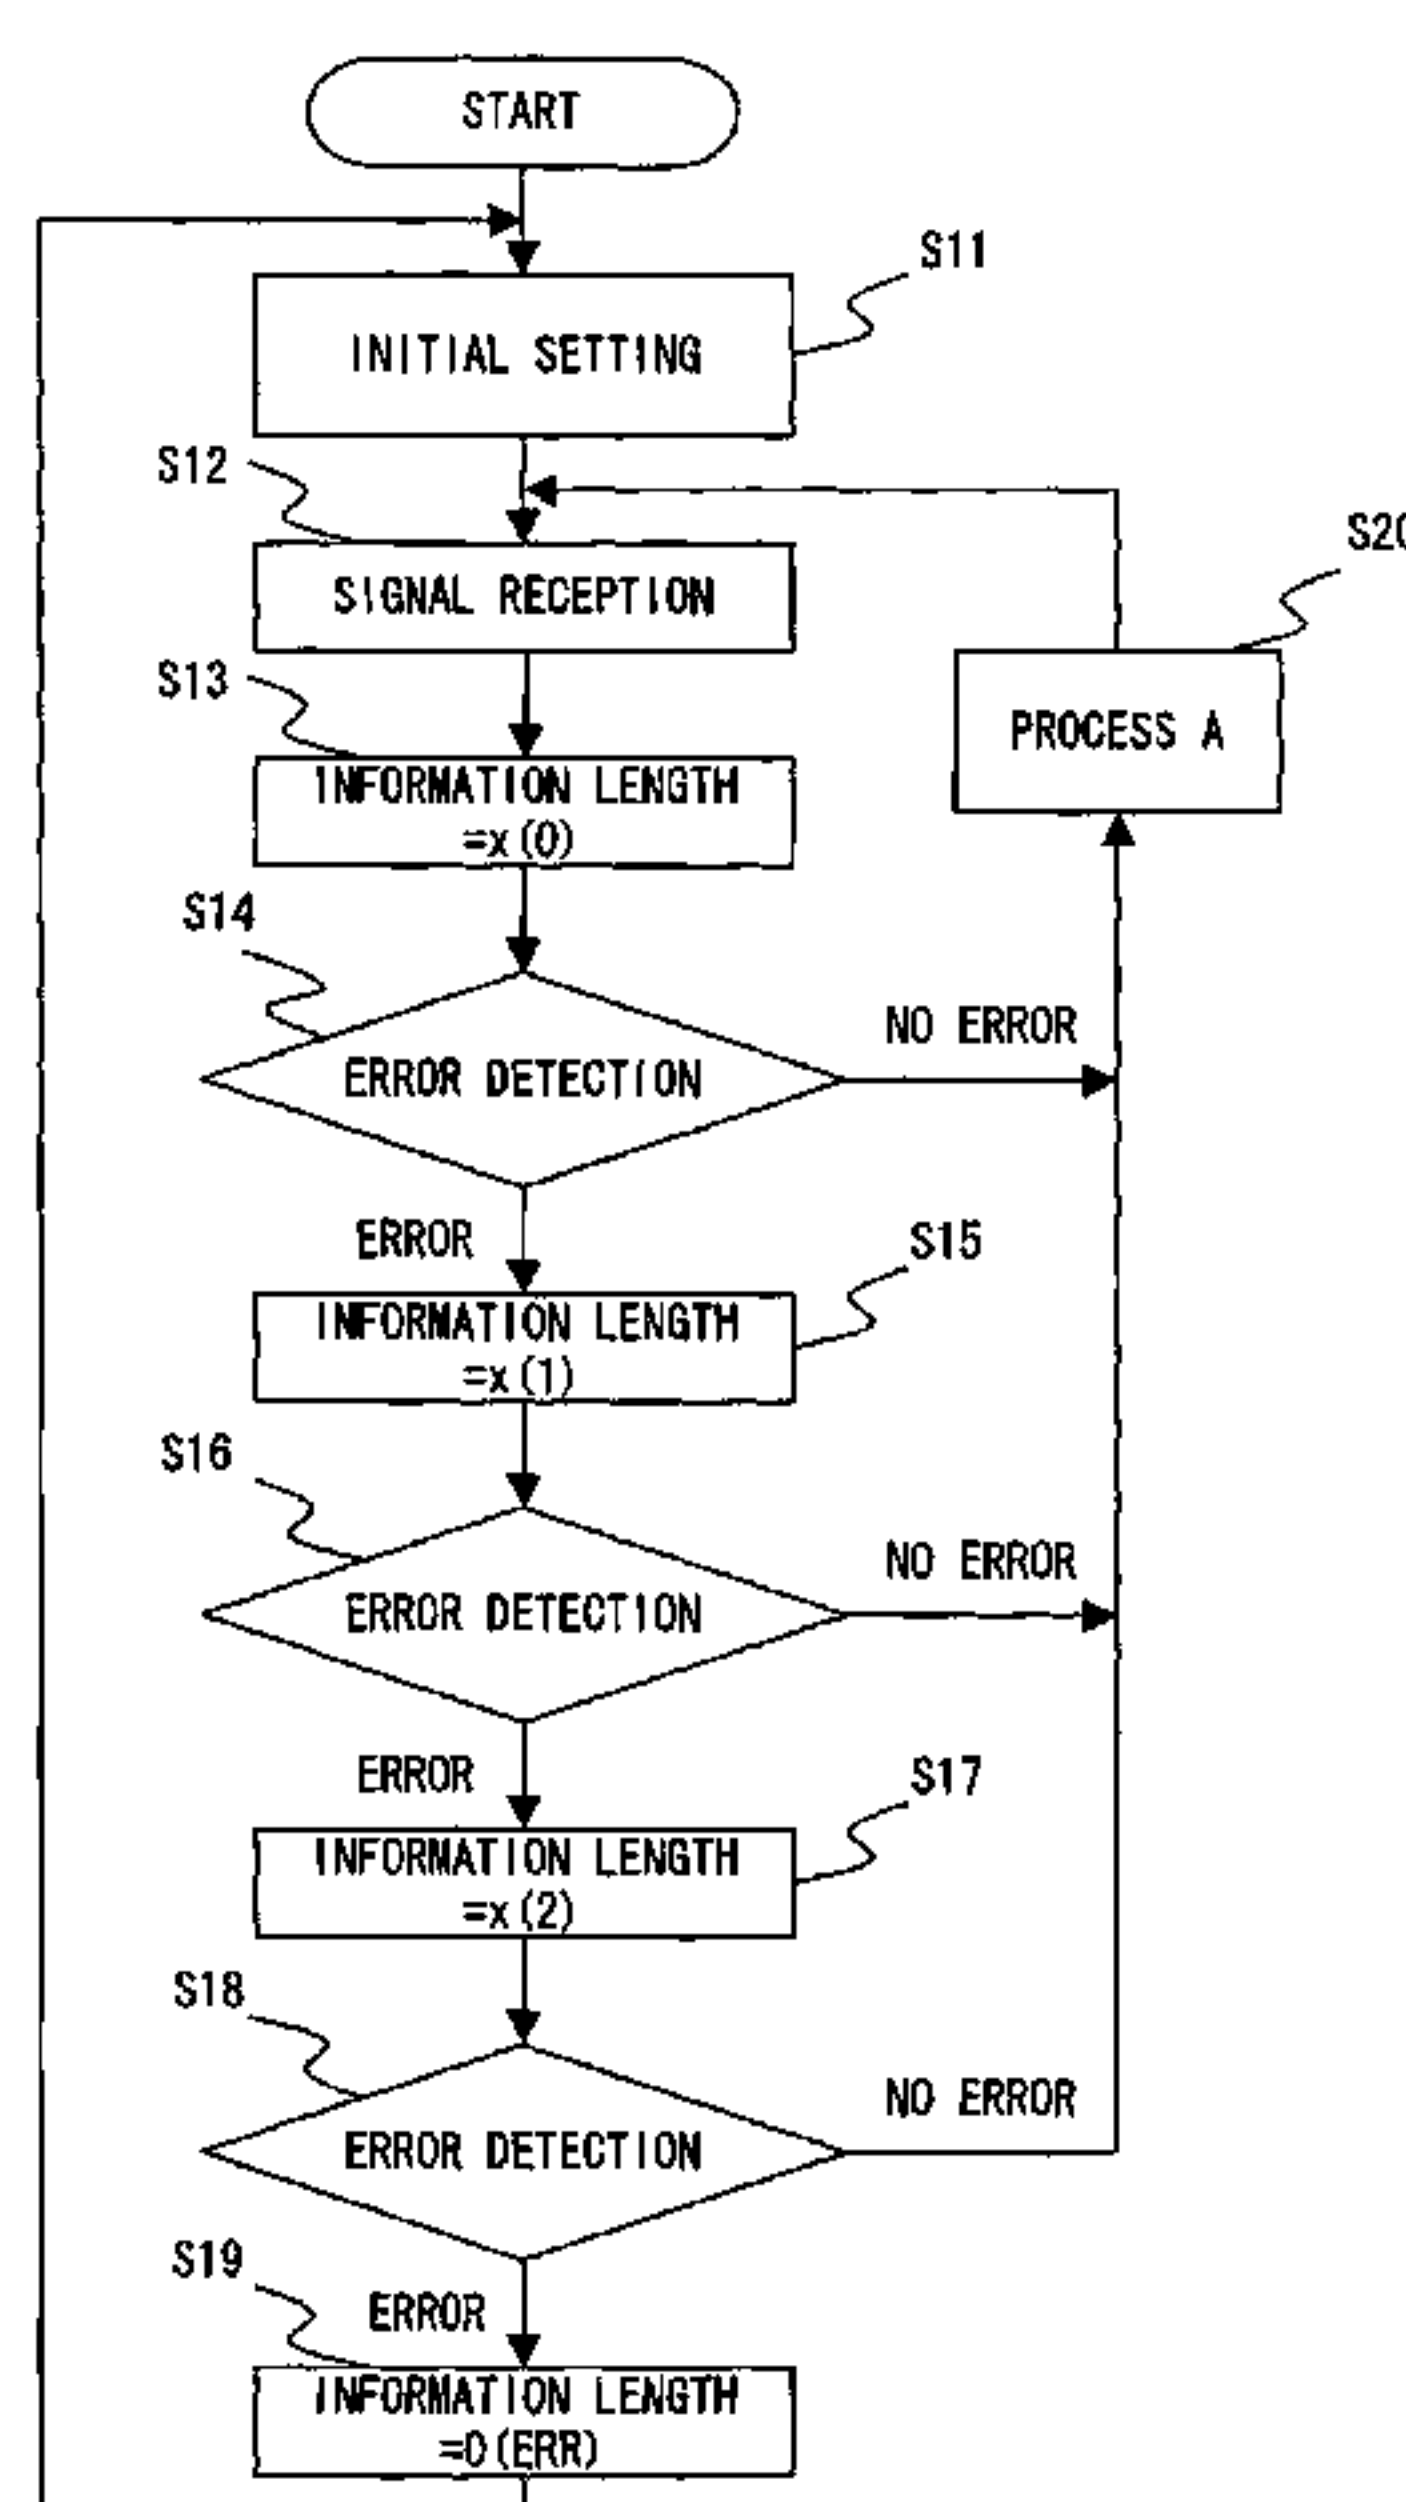 START
S11
INITIAL SETTING
S12
S20
SIGNAL RECEPTION
S13
PROCESS A
INFORMATION LENGTH
=x(0)
S14
NO ERROR
ERROR DETECTION
ERROR
S15
INFORMATION LENGTH
=x(1)
S16
NO ERROR
ERROR DETECTION
ERROR
S17
INFORMATION LENGTH
=x(2)
S18
NO ERROR
ERROR DETECTION
S19
ERROR
INFORMATION LENGTH
=0(ERR)